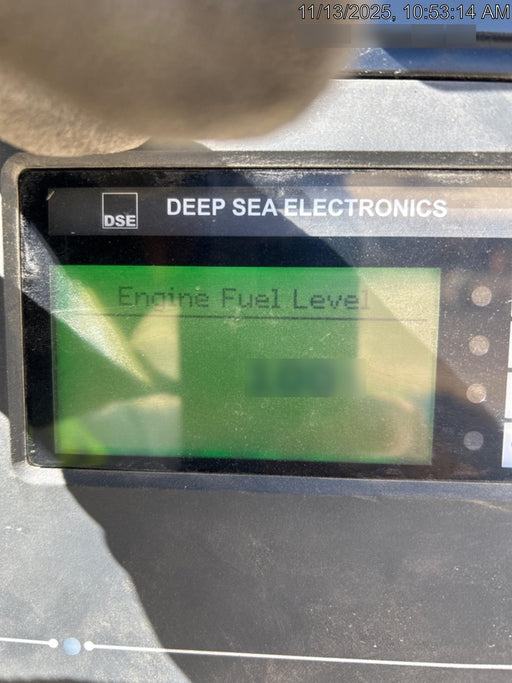 11/13/2025, 10:53:14 AM
DSE
DEEP SEA ELECTRONICS
Engine Fuel Level